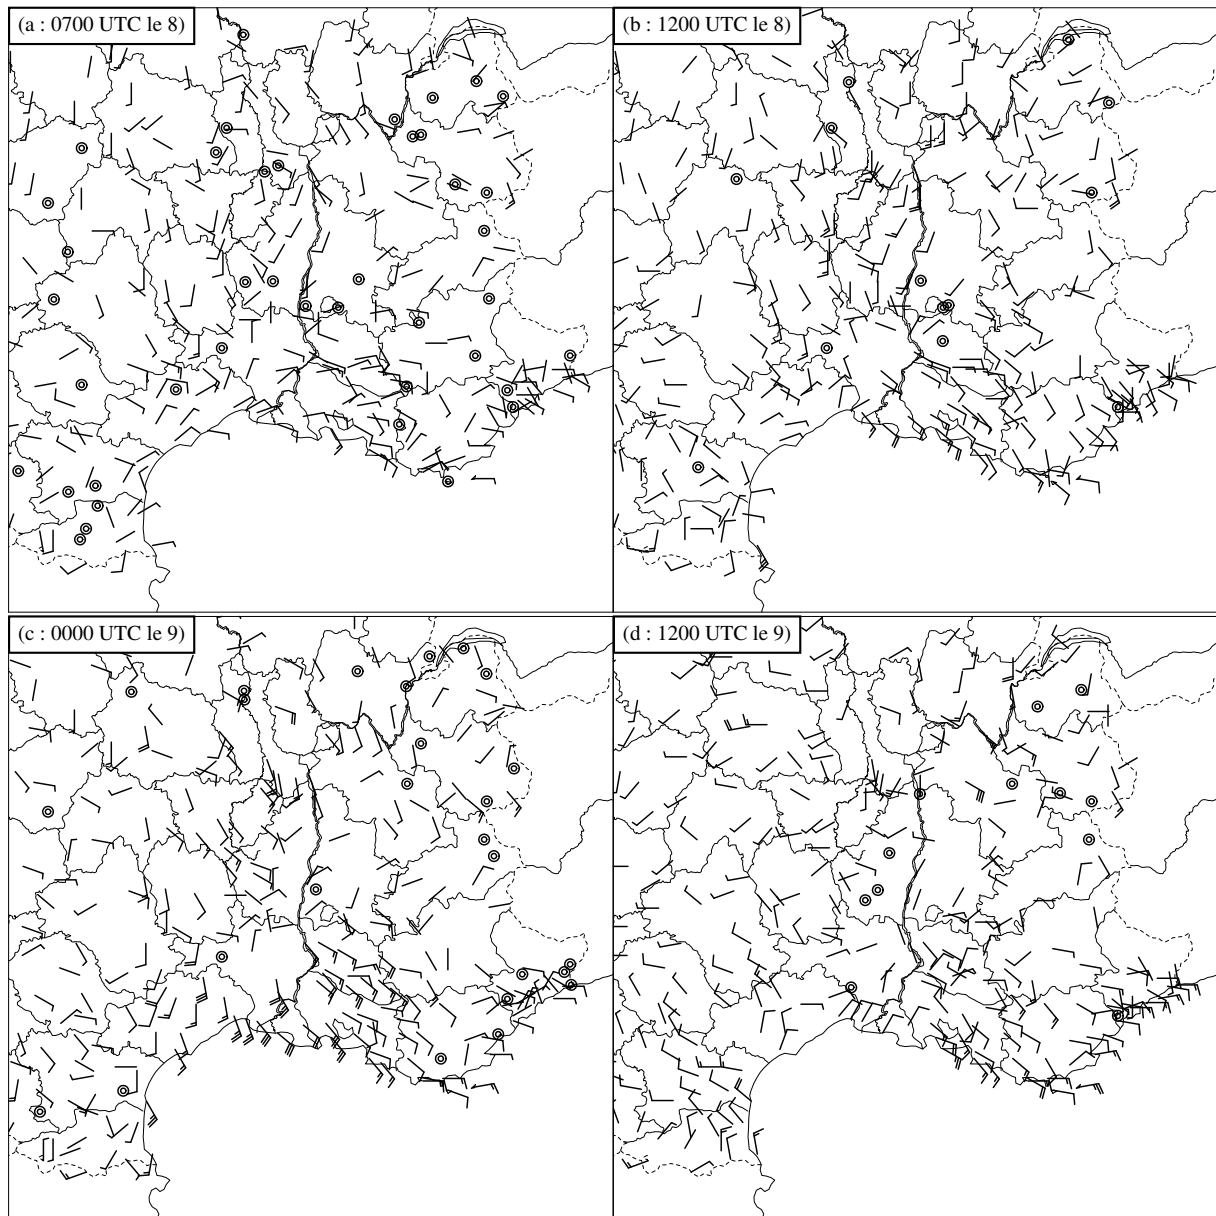 (a : 0700 UTC le 8)
(b : 1200 UTC le 8)
(c : 0000 UTC le 9)
(d : 1200 UTC le 9)